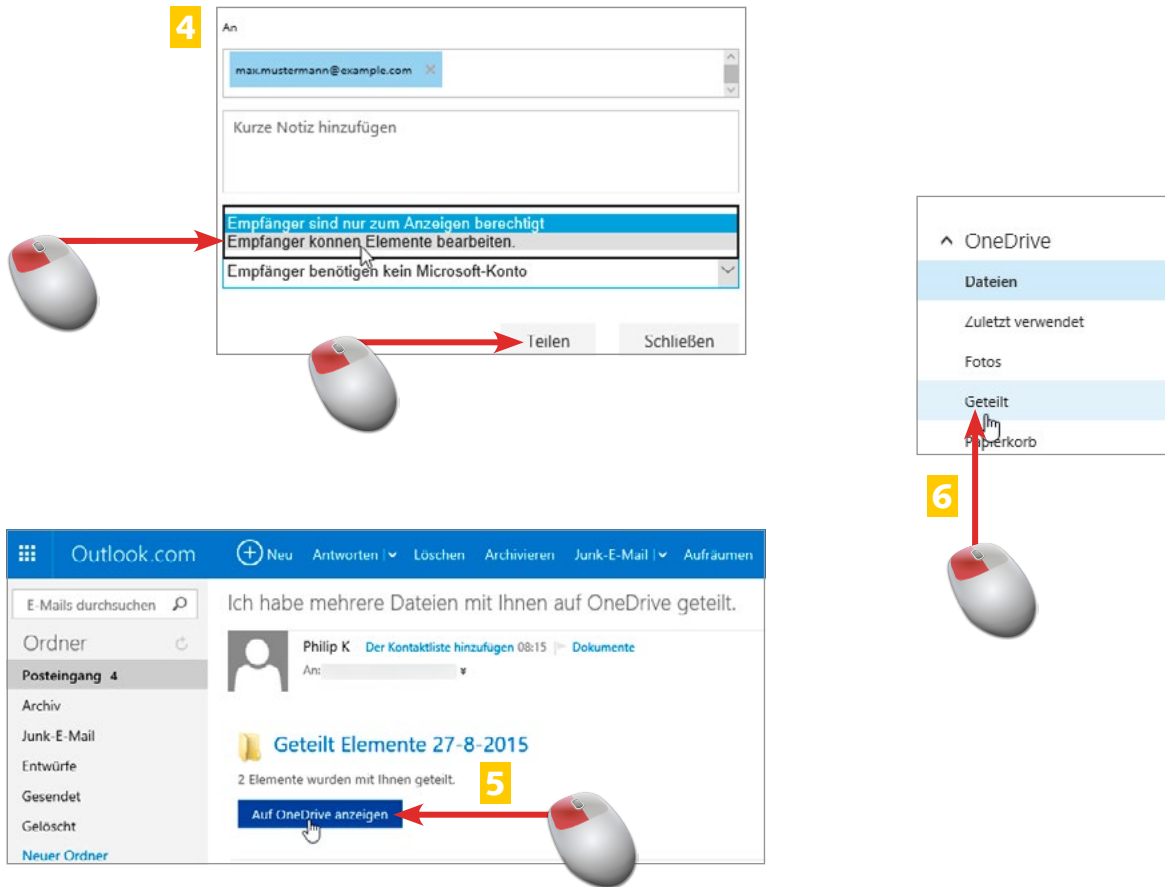 4
An
max.mustermann@example.com
Kurze Notiz hinzufügen
Empfänger sind nur zum Anzeigen berechtigt
Empfänger können Elemente bearbeiten.
Empfänger benötigen kein Microsoft-Konto
Teilen Schließen
OneDrive
Dateien
Zuletzt verwendet
Fotos
Geteilt
Papierkorb
6
Outlook.com Neu Antworten Löschen Archivieren Junk-E-Mail Aufräumen
E-Mails durchsuchen
Ordner
Posteingang 4
Archiv
Junk-E-Mail
Entwürfe
Gesendet
Gelöscht
Neuer Ordner
Ich habe mehrere Dateien mit Ihnen auf OneDrive geteilt.
Philip K Der Kontaktliste hinzufügen 08:15 Dokumente
An:
Geteilt Elemente 27-8-2015
2 Elemente wurden mit Ihnen geteilt.
5
Auf OneDrive anzeigen